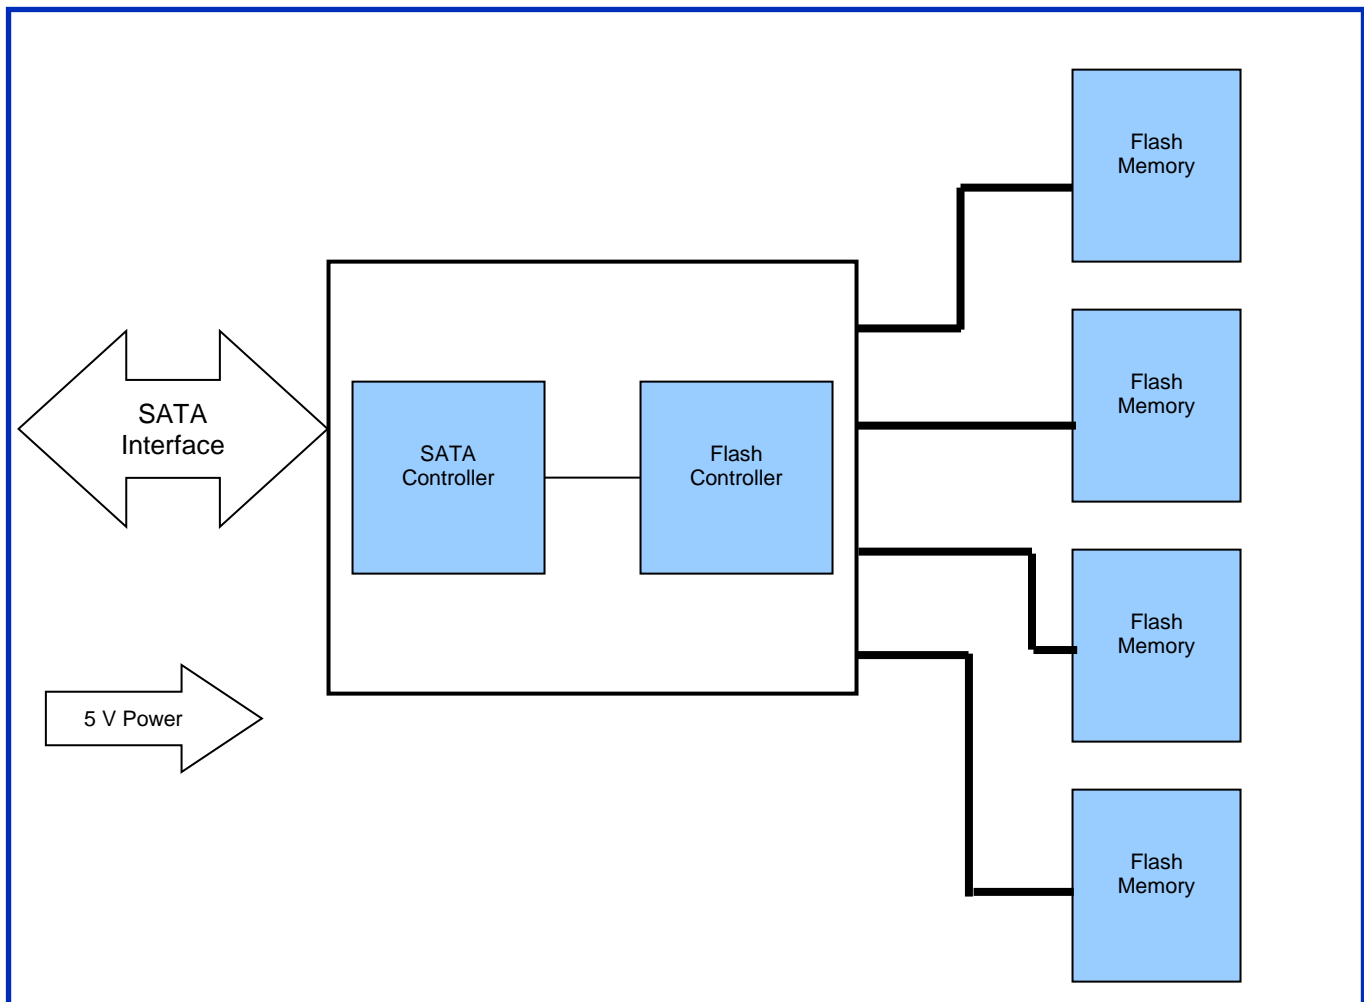 SATA
Interface
5 V Power
SATA
Controller
Flash
Controller
Flash
Memory
Flash
Memory
Flash
Memory
Flash
Memory